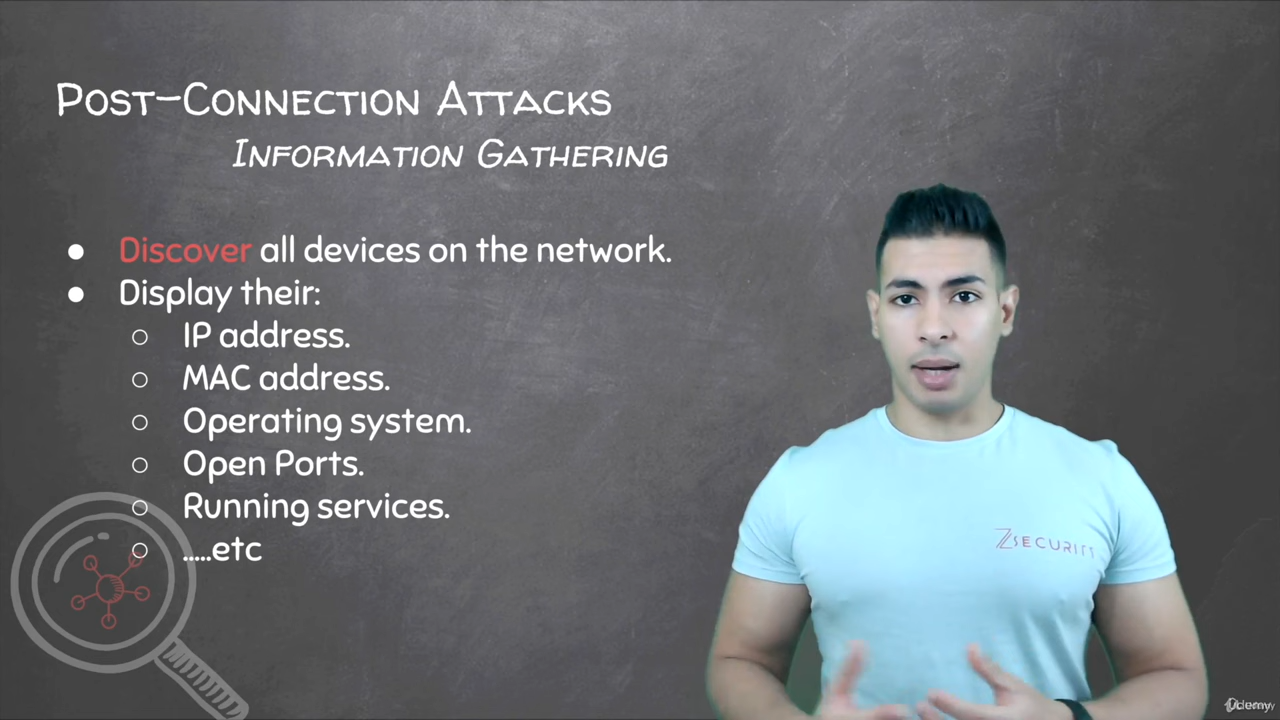 Post-Connection Attacks
Information Gathering
● Discover all devices on the network.
● Display their:
○ IP address.
○ MAC address.
○ Operating system.
○ Open Ports.
○ Running services.
○ .....etc
ZSECURITY
Udemy